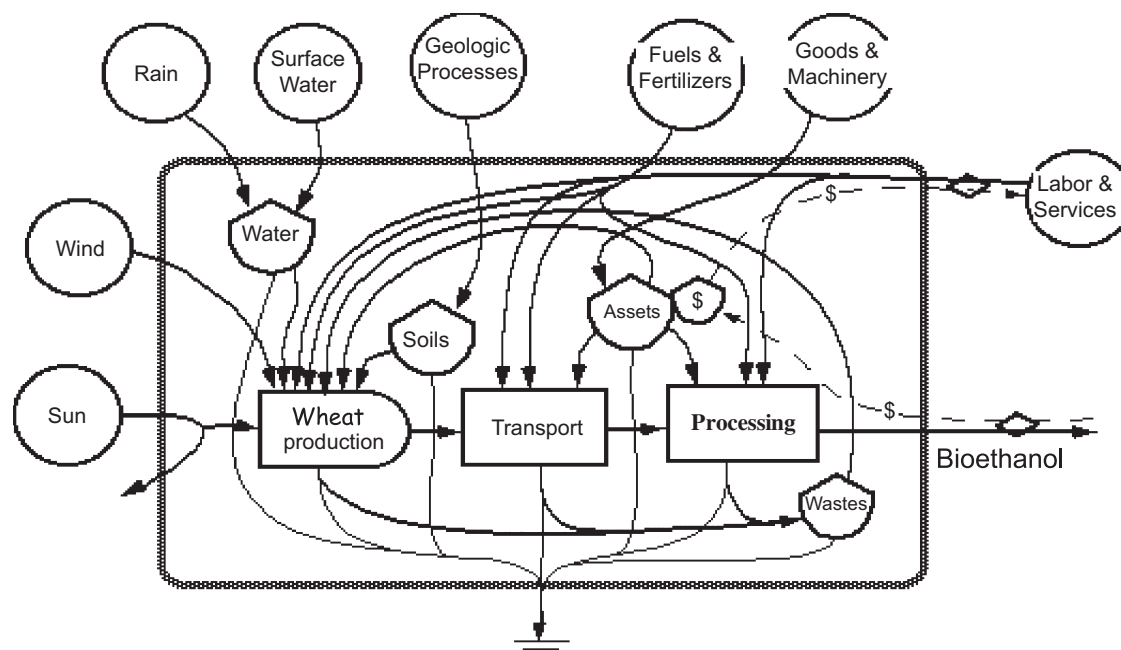 Rain
Surface
Water
Geologic
Processes
Fuels &
Fertilizers
Goods &
Machinery
Labor &
Services
$
Water
Wind
Assets
$
Soils
Sun
Wheat
production
Transport
Processing
$
Bioethanol
Wastes